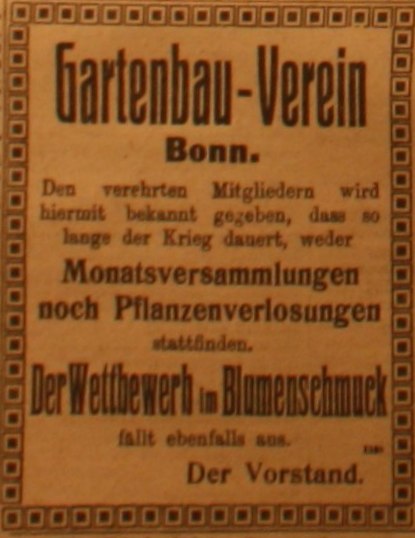 Gartenbau-Verein
Bonn.
Den verehrten Mitgliedern wird
hiermit bekannt gegeben, dass so
lange der Krieg dauert, weder
Monatsversammlungen
noch Pflanzenverlosungen
stattfinden.
Der Wettbewerb im Blumenschmuck
fällt ebenfalls aus.
Der Vorstand.